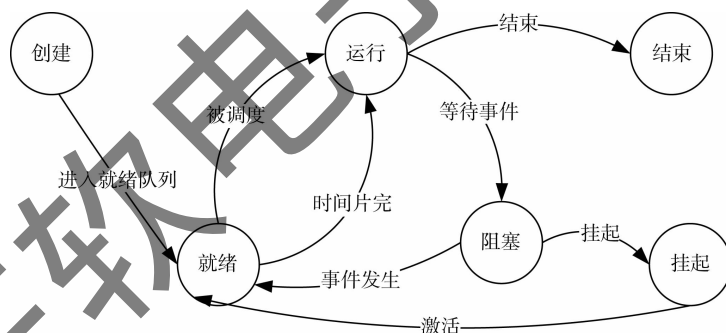 创建
运行
结束
结束
被调度
等待事件
进入就绪队列
时间片完
就绪
阻塞
挂起
挂起
事件发生
激活
软电